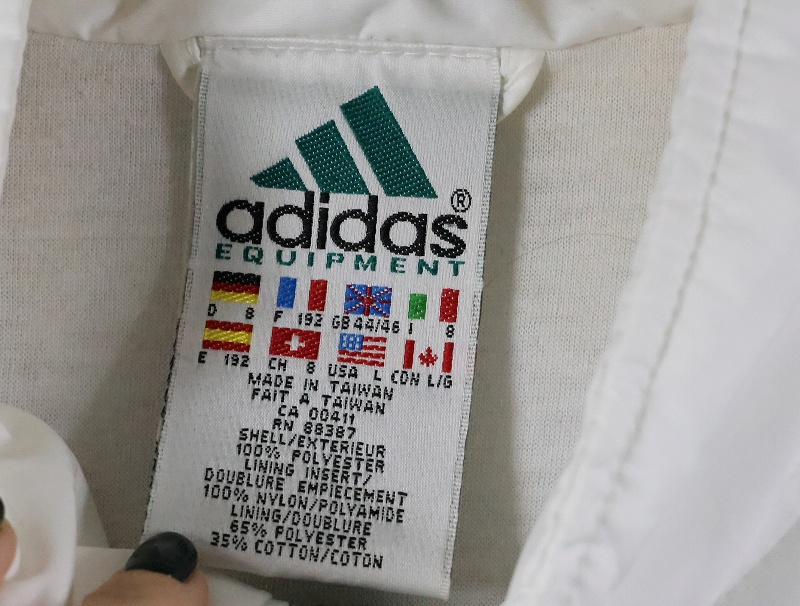 adidas®
EQUIPMENT
D 8 F 192 GB 44/46 I 8
E 192 CH 8 USA L CDN L/G
MADE IN TAIWAN
FAIT A TAIWAN
CA 00411
RN 88387
SHELL/EXTERIEUR
100% POLYESTER
LINING INSERT/
DOUBLURE EMPIECEMENT
100% NYLON/POLYAMIDE
LINING/DOUBLURE
65% POLYESTER
35% COTTON/COTON